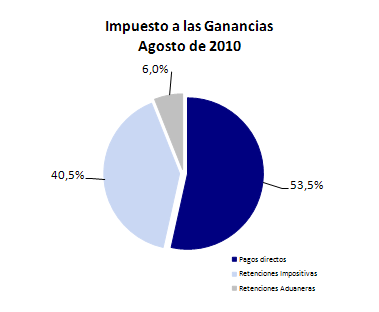 Impuesto a las Ganancias
Agosto de 2010
6,0%
40,5%
53,5%
Pagos directos
Retenciones Impositivas
Retenciones Aduaneras